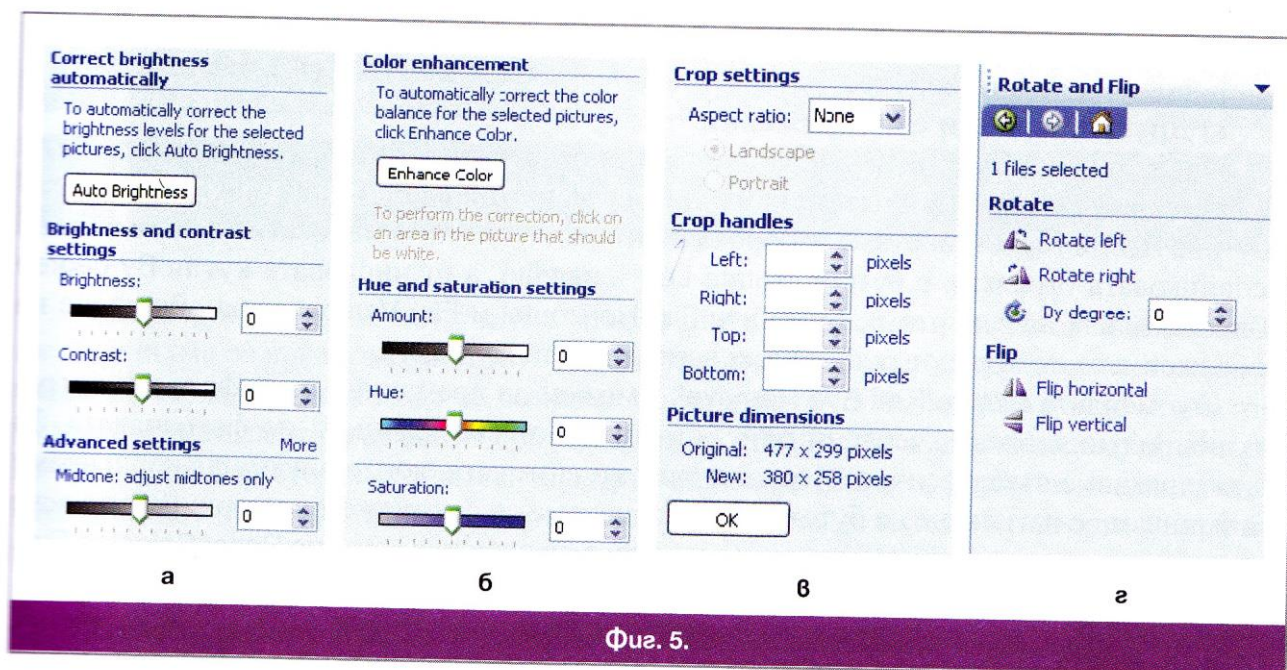 Correct brightness
automatically
To automatically correct the
brightness levels for the selected
pictures, click Auto Brightness.
Auto Brightness
Brightness and contrast
settings
Brightness:
0
Contrast:
0
Advanced settings More
Midtone: adjust midtones only
0
а
Color enhancement
To automatically correct the color
balance for the selected pictures,
click Enhance Color.
Enhance Color
To perform the correction, click on
an area in the picture that should
be white.
Hue and saturation settings
Amount:
0
Hue:
0
Saturation:
0
б
Crop settings
Aspect ratio: None
Landscape
Portrait
Crop handles
Left: pixels
Right: pixels
Top: pixels
Bottom: pixels
Picture dimensions
Original: 477 x 299 pixels
New: 380 x 258 pixels
OK
в
Rotate and Flip
1 files selected
Rotate
Rotate left
Rotate right
By degree: 0
Flip
Flip horizontal
Flip vertical
г
Фиг. 5.